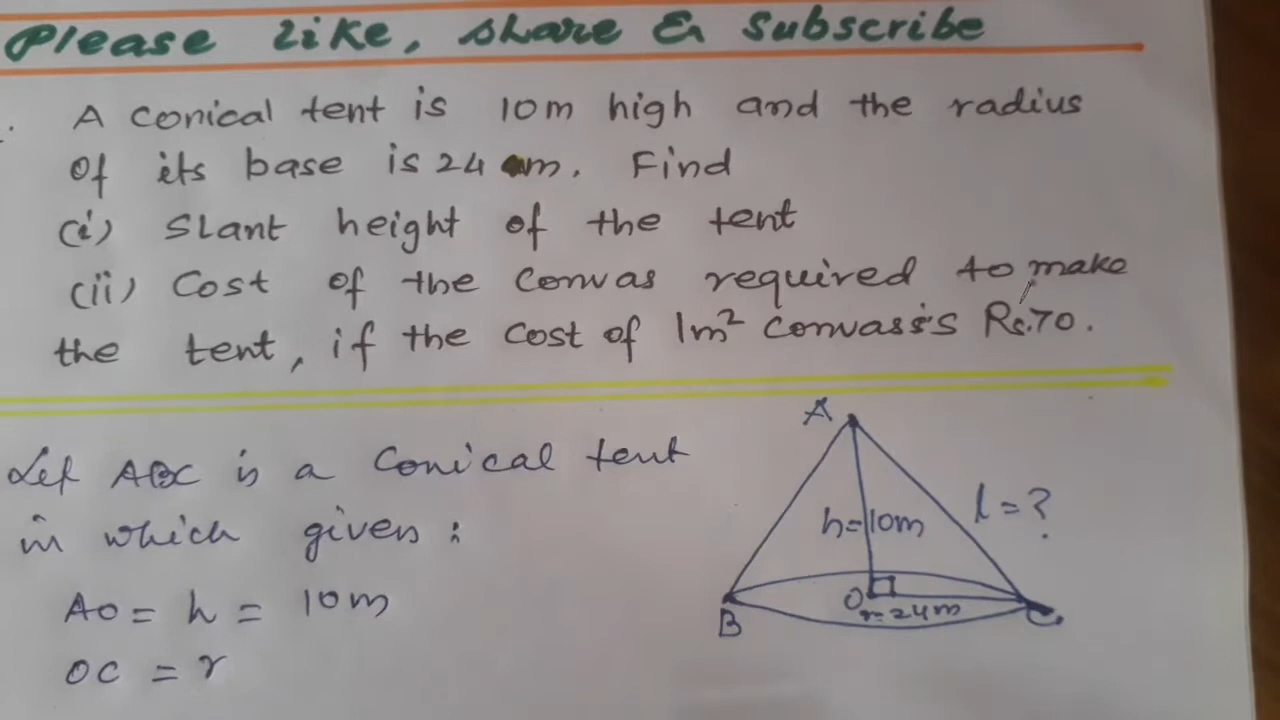 Please like, share & Subscribe
A conical tent is 10m high and the radius
of its base is 24 m. Find
(i) Slant height of the tent
(ii) Cost of the Convas required to make
the tent, if the cost of 1m² convas is Rs.70.
Let ABC is a Conical tent
in which given :
AO = h = 10m
OC = r
A
h=10m
l = ?
O
r=24m
B
C